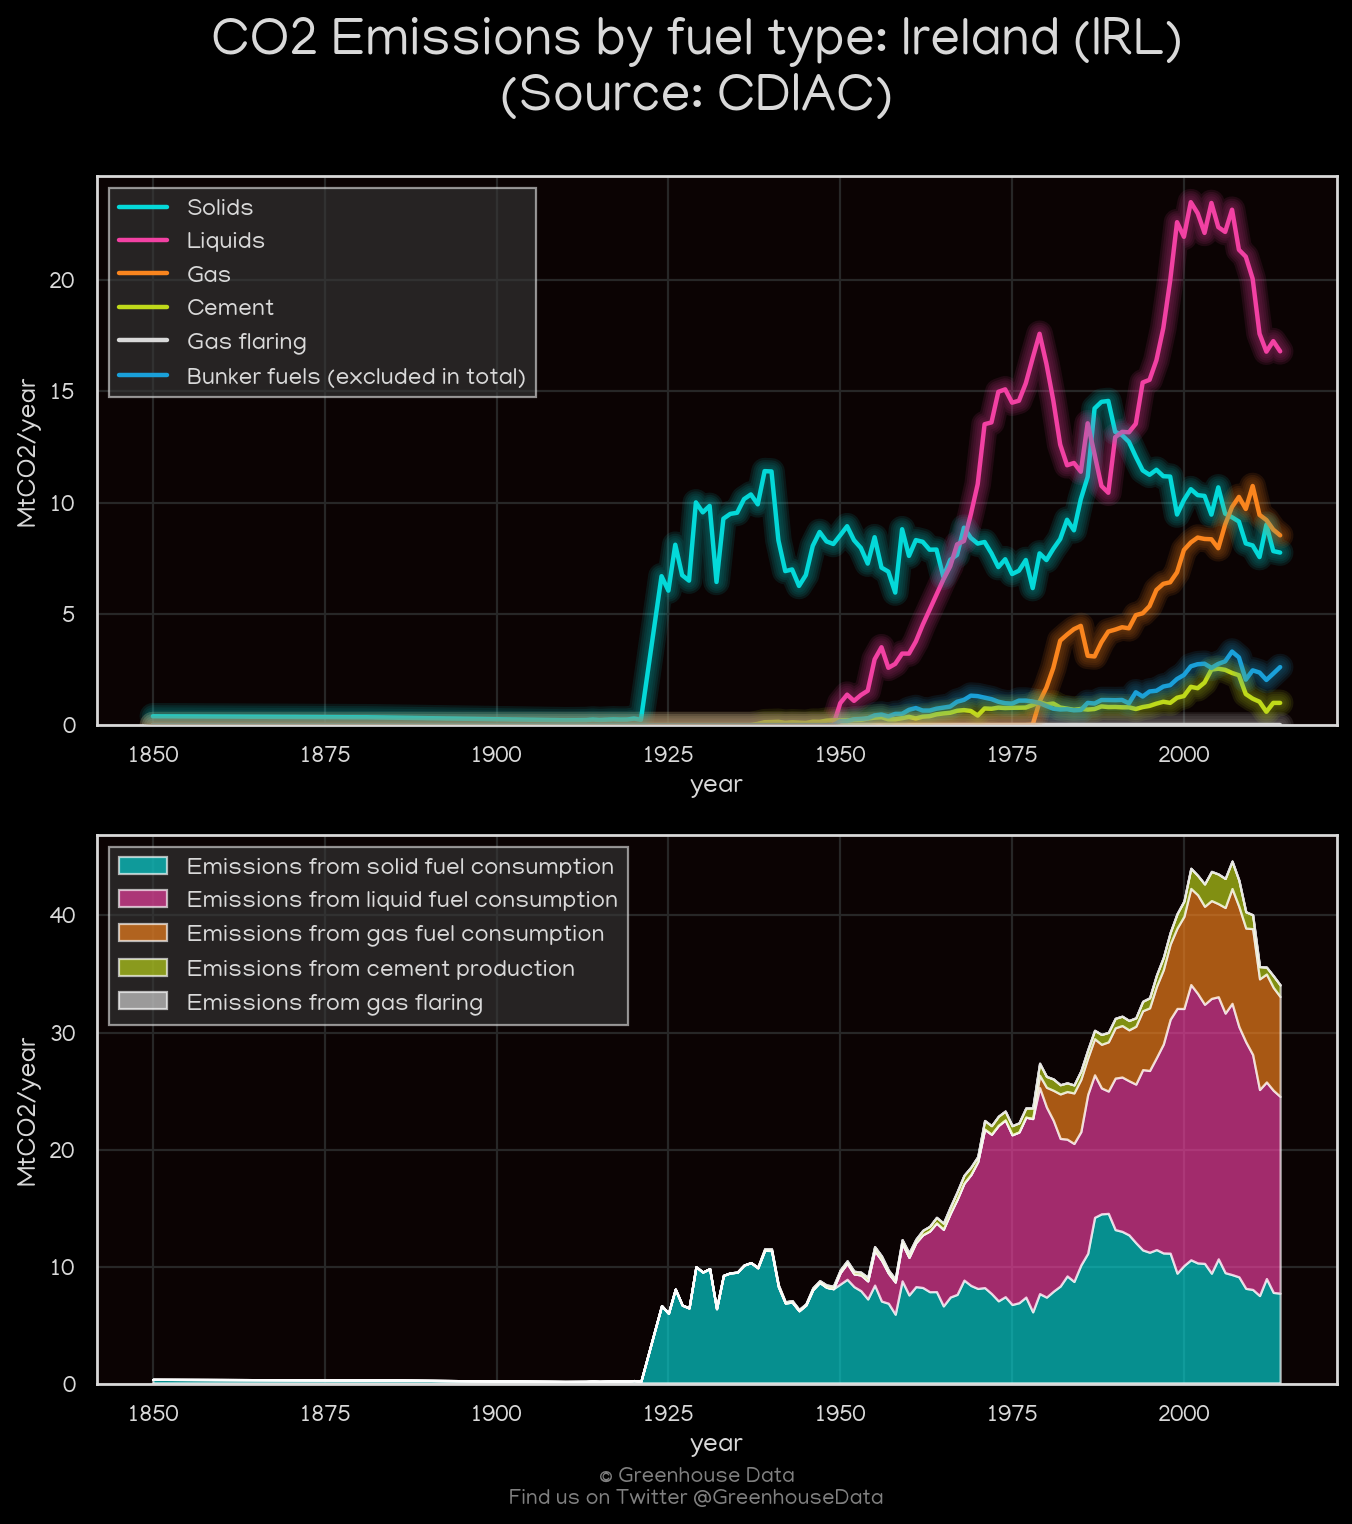 CO2 Emissions by fuel type: Ireland (IRL)
(Source: CDIAC)
Solids
Liquids
Gas
Cement
Gas flaring
Bunker fuels (excluded in total)
MtCO2/year
20
15
10
5
0
1850 1875 1900 1925 1950 1975 2000
year
Emissions from solid fuel consumption
Emissions from liquid fuel consumption
Emissions from gas fuel consumption
Emissions from cement production
Emissions from gas flaring
MtCO2/year
40
30
20
10
0
1850 1875 1900 1925 1950 1975 2000
year
© Greenhouse Data
Find us on Twitter @GreenhouseData